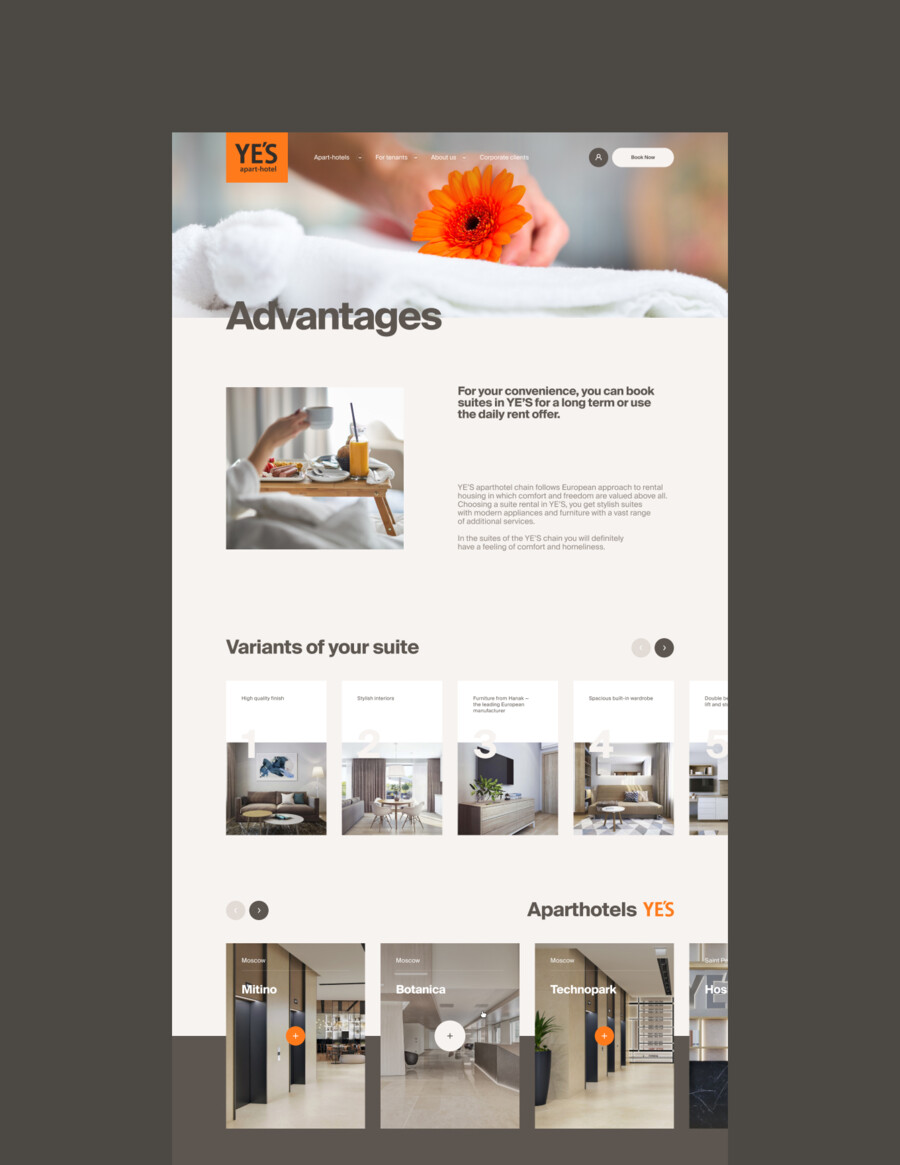 YE'S
apart-hotel
Apart-hotels
For tenants
About us
Corporate clients
Book Now
Advantages
For your convenience, you can book
suites in YE'S for a long term or use
the daily rent offer.
YE'S aparthotel chain follows European approach to rental
housing in which comfort and freedom are valued above all.
Choosing a suite rental in YE'S, you get stylish suites
with modern appliances and furniture with a vast range
of additional services.
In the suites of the YE'S chain you will definitely
have a feeling of comfort and homeliness.
Variants of your suite
High quality finish
1
Stylish interiors
2
Furniture from Hanak –
the leading European
manufacturer
3
Spacious built-in wardrobe
4
Double
lift and
5
Aparthotels YE'S
Moscow
Mitino
Moscow
Botanica
Moscow
Technopark
Saint
Hos